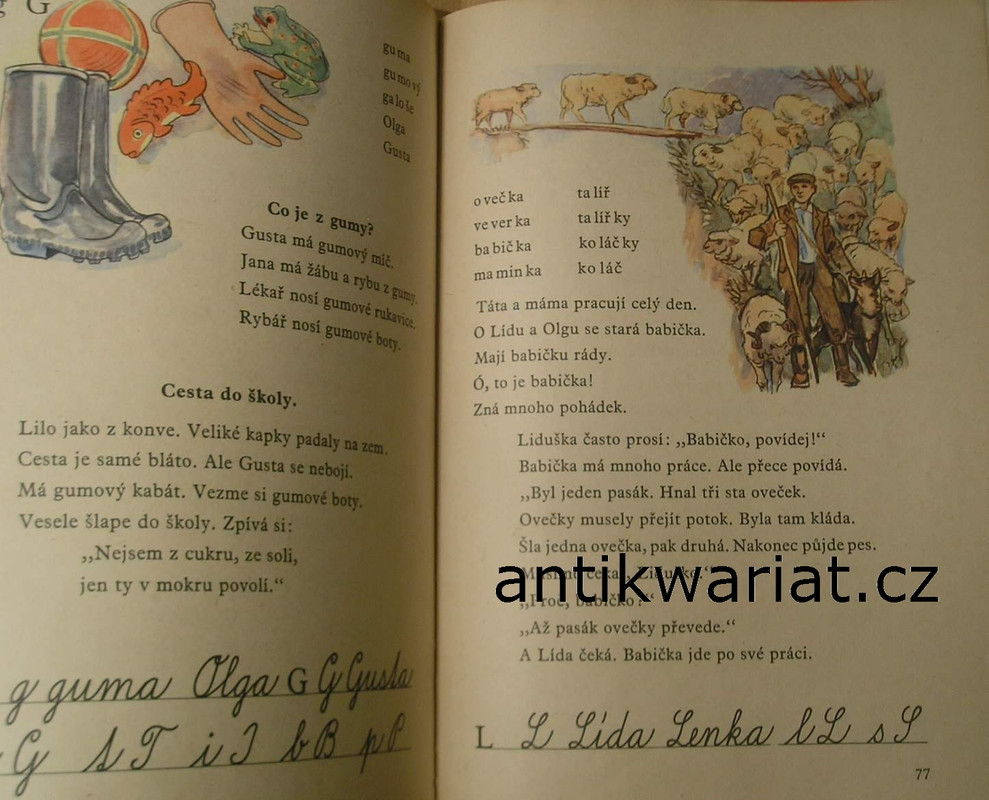 g G
guma
gumový
galoše
Olga
Gusta
Co je z gumy?
Gusta má gumový míč.
Jana má žábu a rybu z gumy.
Lékař nosí gumové rukavice.
Rybář nosí gumové boty.
Cesta do školy.
Lilo jako z konve. Veliké kapky padaly na zem.
Cesta je samé bláto. Ale Gusta se nebojí.
Má gumový kabát. Vezme si gumové boty.
Vesele šlape do školy. Zpívá si:
„Nejsem z cukru, ze soli,
jen ty v mokru povolí.“
g guma Olga G G Gusta
G s T i I b B p P
o več ka ta líř
ve ver ka ta líř ky
ba bič ka ko láč ky
ma min ka ko láč
Táta a máma pracují celý den.
O Lídu a Olgu se stará babička.
Mají babičku rády.
Ó, to je babička!
Zná mnoho pohádek.
Liduška často prosí: „Babičko, povídej!“
Babička má mnoho práce. Ale přece povídá.
„Byl jeden pasák. Hnal tři sta oveček.
Ovečky musely přejít potok. Byla tam kláda.
Šla jedna ovečka, pak druhá. Nakonec půjde pes.
antikwariat.cz
„Proč, babičko?“
„Až pasák ovečky převede.“
A Lída čeká. Babička jde po své práci.
L L Lída Lenka l L s S
77